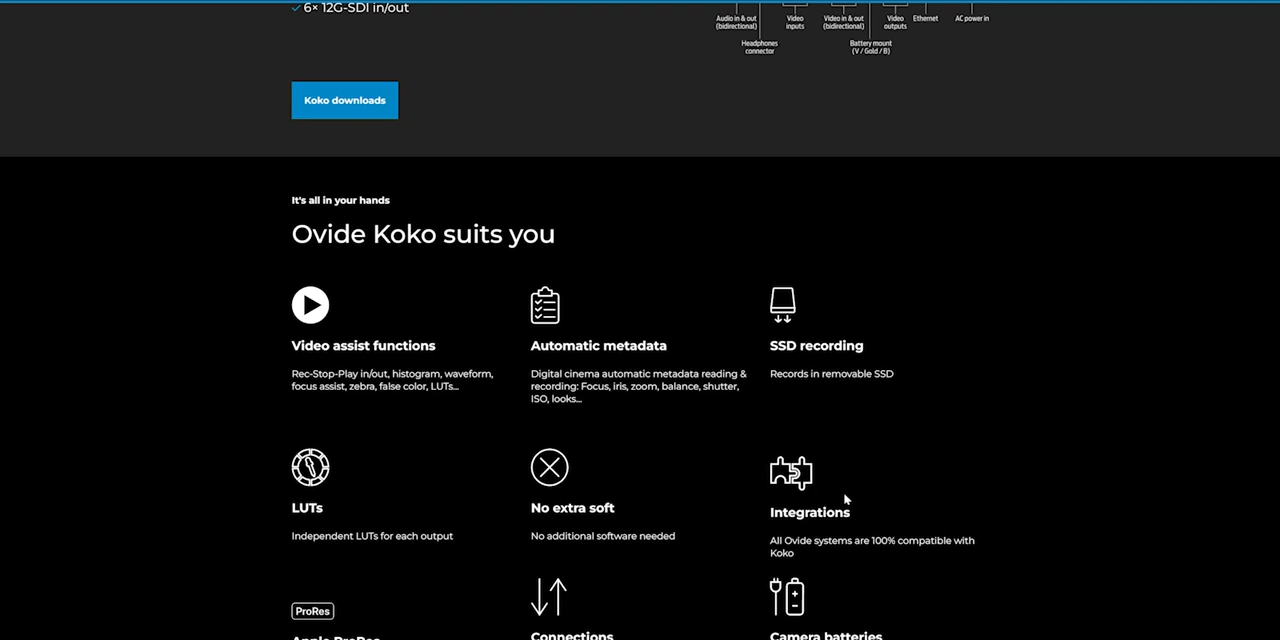 6× 12G-SDI in/out
Audio in & out
(bidirectional)
Video
inputs
Video in & out
(bidirectional)
Video
outputs
Ethernet
AC power in
Headphones
connector
Battery mount
(V / Gold / B)
Koko downloads
It's all in your hands
Ovide Koko suits you
Video assist functions
Rec-Stop-Play in/out, histogram, waveform,
focus assist, zebra, false color, LUTs...
Automatic metadata
Digital cinema automatic metadata reading &
recording: Focus, iris, zoom, balance, shutter,
ISO, looks...
SSD recording
Records in removable SSD
LUTs
Independent LUTs for each output
No extra soft
No additional software needed
Integrations
All Ovide systems are 100% compatible with
Koko
ProRes
Apple ProRes
Connections
Camera batteries